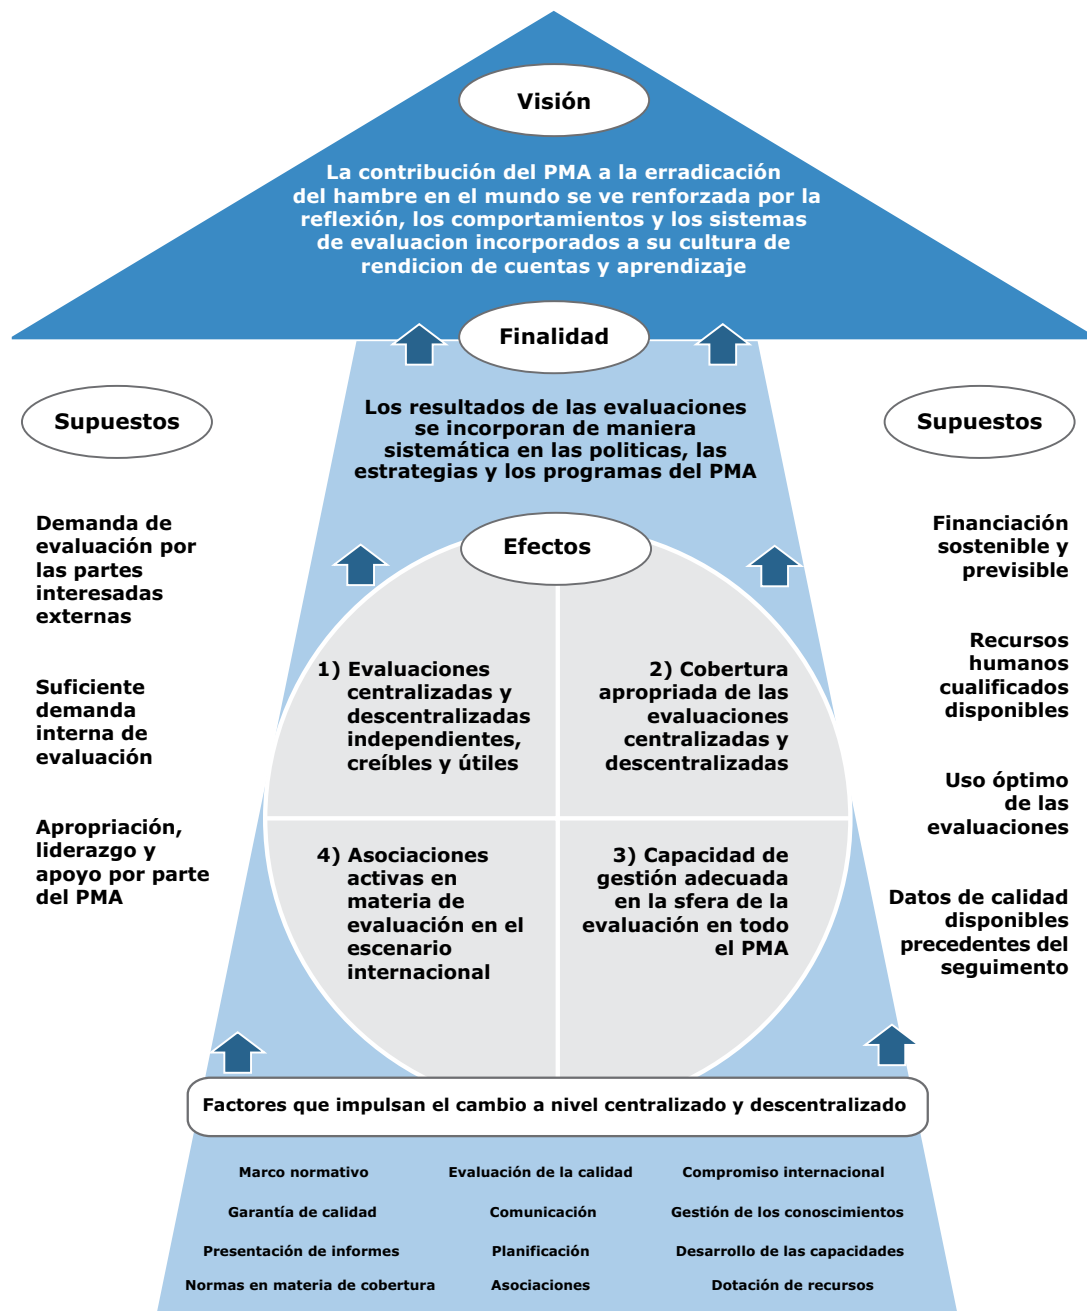 Visión
La contribución del PMA a la erradicación
del hambre en el mundo se ve renforzada por la
reflexión, los comportamientos y los sistemas
de evaluacion incorporados a su cultura de
rendicion de cuentas y aprendizaje
Finalidad
Los resultados de las evaluaciones
se incorporan de maniera
sistemática en las politicas, las
estrategias y los programas del PMA
Supuestos
Demanda de
evaluación por
las partes
interesadas
externas
Suficiente
demanda
interna de
evaluación
Apropriación,
liderazgo y
apoyo por parte
del PMA
Efectos
1) Evaluaciones
centralizadas y
descentralizadas
independientes,
creíbles y útiles
2) Cobertura
apropriada de las
evaluaciones
centralizadas y
descentralizadas
4) Asociaciones
activas en
materia de
evaluación en el
escenario
internacional
3) Capacidad de
gestión adecuada
en la sfera de la
evaluación en todo
el PMA
Supuestos
Financiación
sostenible y
previsible
Recursos
humanos
cualificados
disponibles
Uso óptimo
de las
evaluaciones
Datos de calidad
disponibles
precedentes del
seguimento
Factores que impulsan el cambio a nivel centralizado y descentralizado
Marco normativo
Evaluación de la calidad
Compromiso internacional
Garantía de calidad
Comunicación
Gestión de los conoscimientos
Presentación de informes
Planificación
Desarrollo de las capacidades
Normas en materia de cobertura
Asociaciones
Dotación de recursos